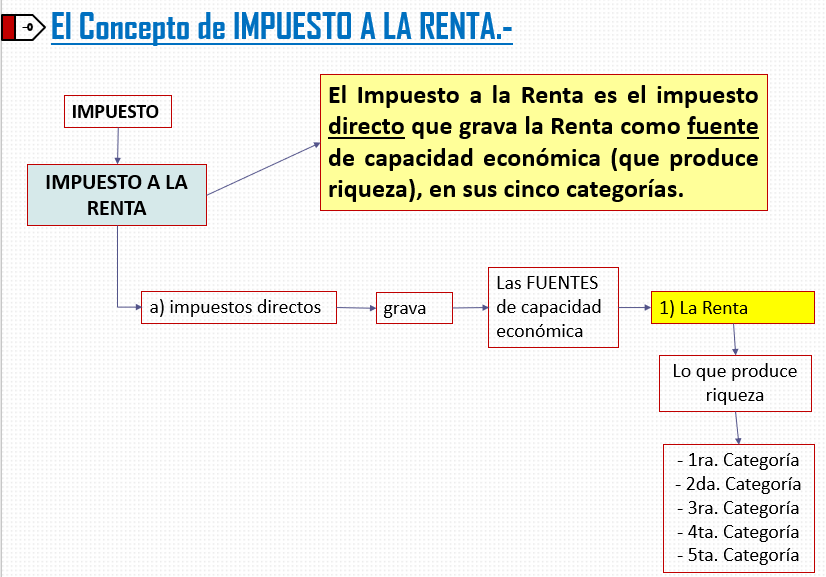 El Concepto de IMPUESTO A LA RENTA.-
IMPUESTO
IMPUESTO A LA
RENTA
El Impuesto a la Renta es el impuesto
directo que grava la Renta como fuente
de capacidad económica (que produce
riqueza), en sus cinco categorías.
a) impuestos directos
grava
Las FUENTES
de capacidad
económica
1) La Renta
Lo que produce
riqueza
- 1ra. Categoría
- 2da. Categoría
- 3ra. Categoría
- 4ta. Categoría
- 5ta. Categoría